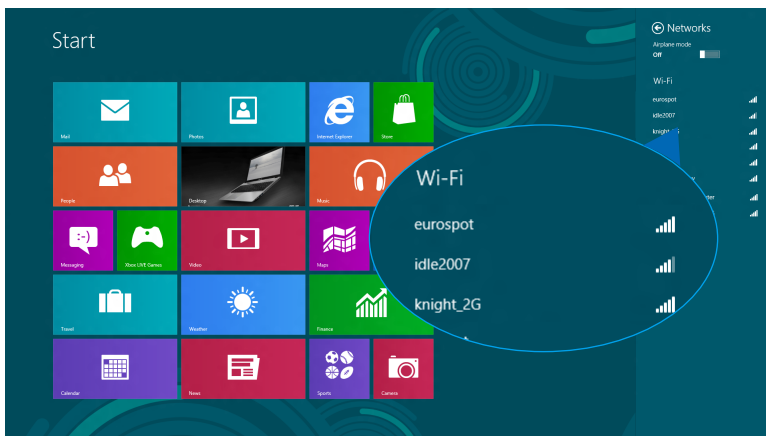 Start
Networks
Airplane mode
Off
Wi-Fi
eurospot
idle2007
Mail
Photos
Internet Explorer
Store
People
Desktop
Music
Messaging
Xbox LIVE Games
Video
Maps
Travel
Weather
Finance
Calendar
News
Sports
Camera
Wi-Fi
eurospot
idle2007
knight_2G